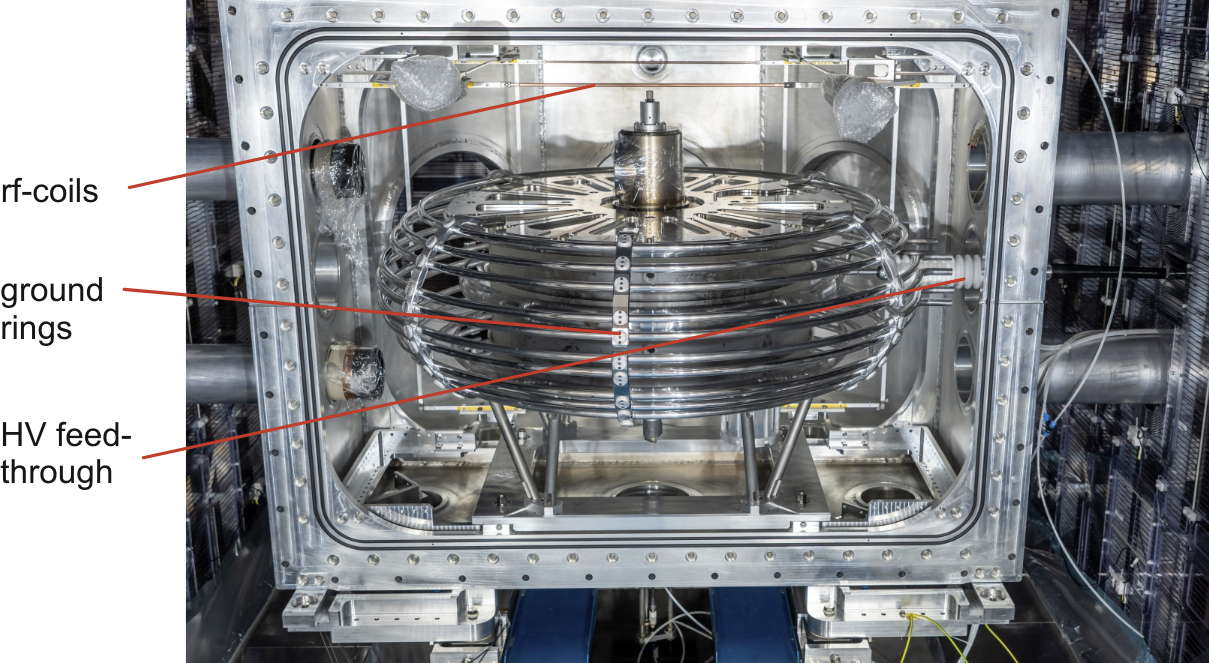 rf-coils
ground
rings
HV feed-
through